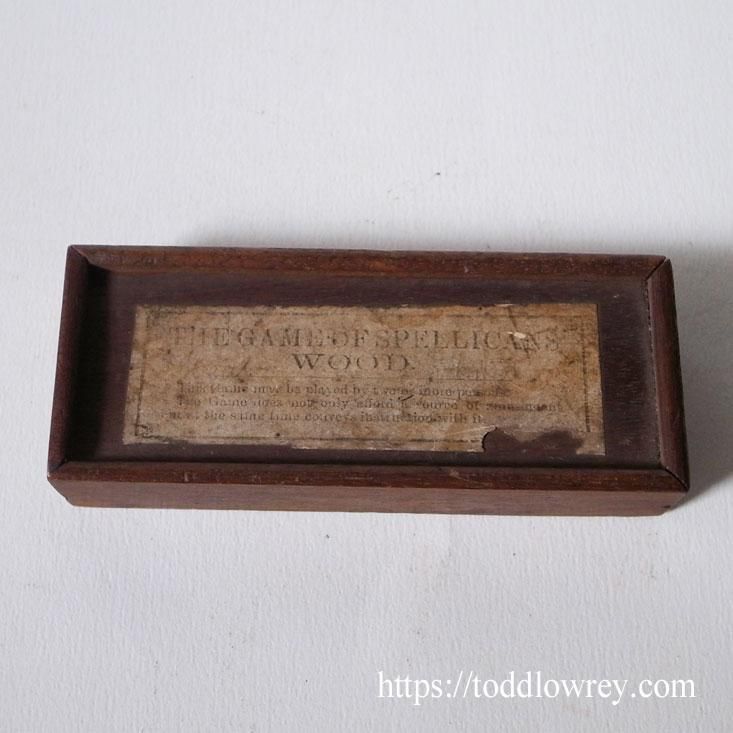 THE GAME OF SPELLICANS
WOOD.
This Game may be played by two or more persons.
The Game does not only afford a source of amusement
at the same time conveys instruction with it
https://toddlowrey.com